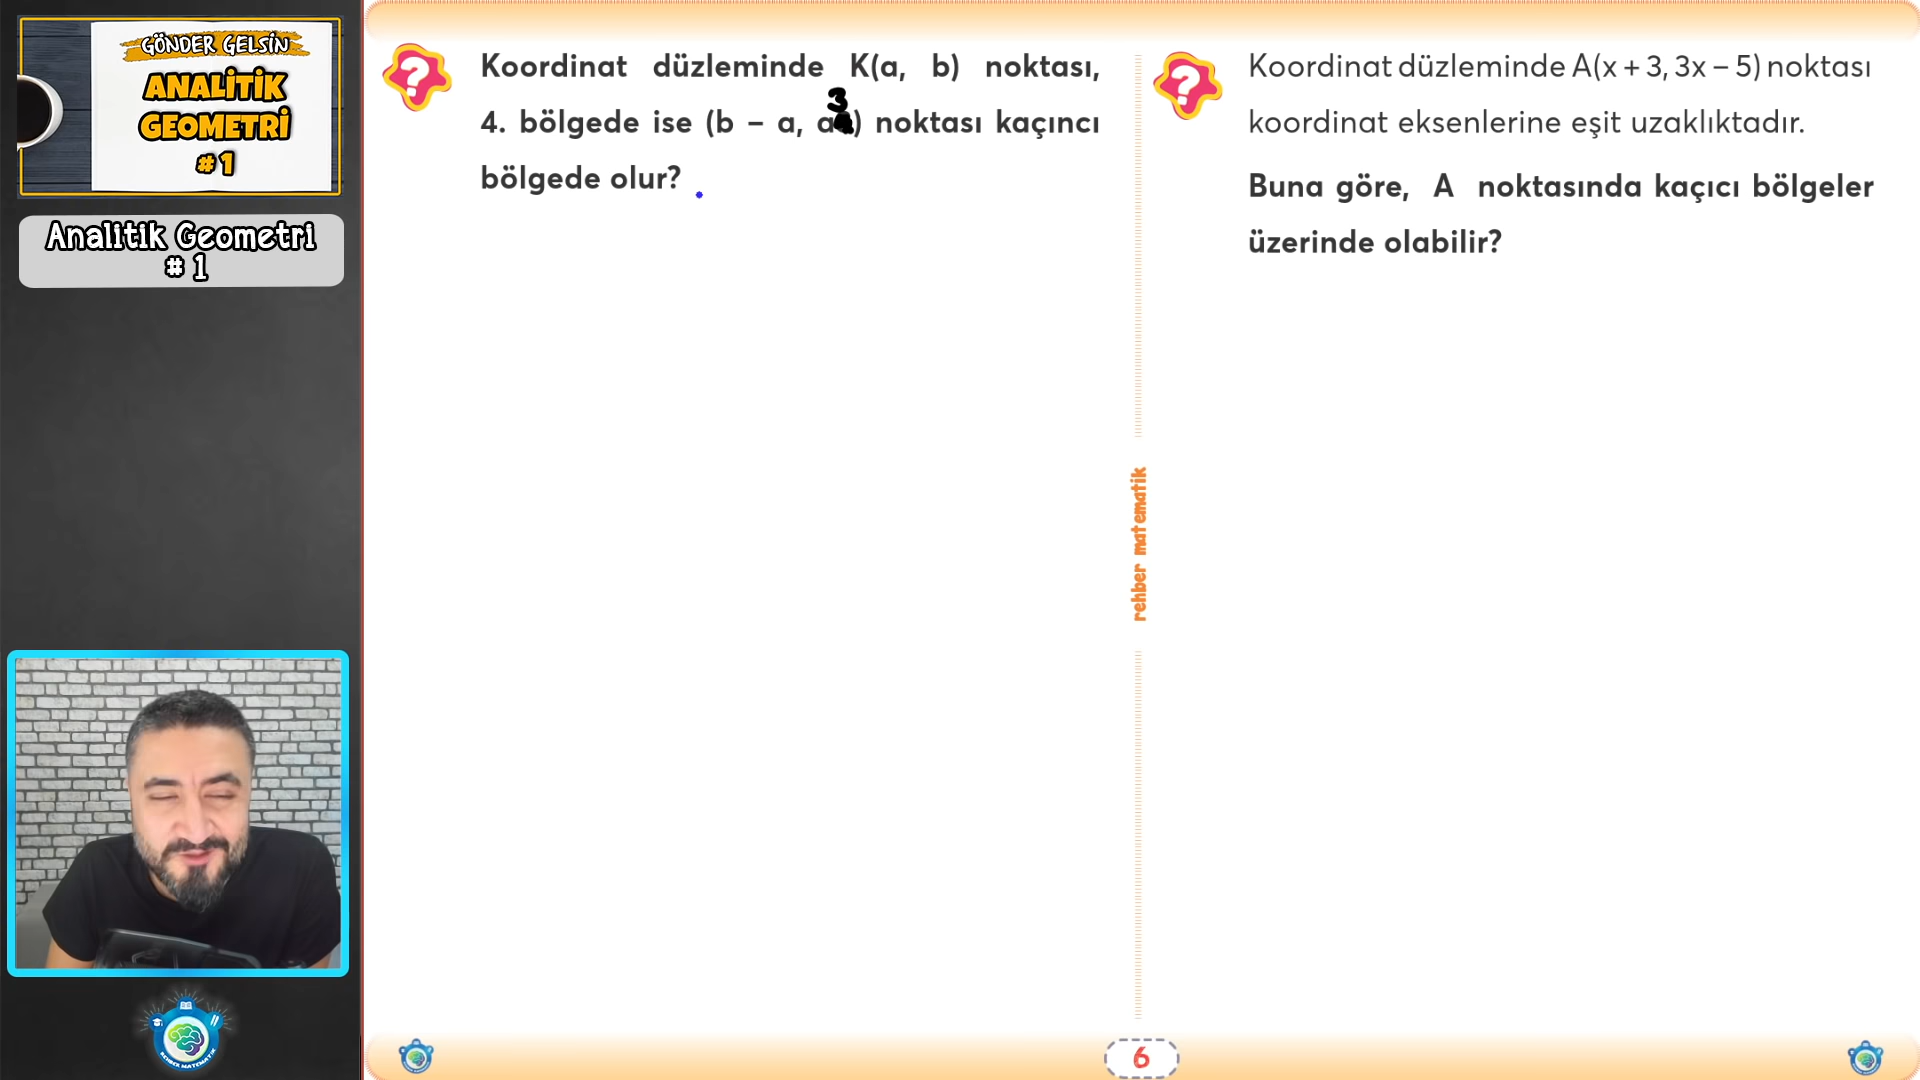 GÖNDER GELSİN
ANALİTİK
GEOMETRİ
#1
Analitik Geometri
# 1
Koordinat düzleminde K(a, b) noktası,
4. bölgede ise (b – a, a3) noktası kaçıncı
bölgede olur?
Koordinat düzleminde A(x + 3, 3x – 5) noktası
koordinat eksenlerine eşit uzaklıktadır.
Buna göre, A noktasında kaçıcı bölgeler
üzerinde olabilir?
rehber matematik
REHBER MATEMATİK
6